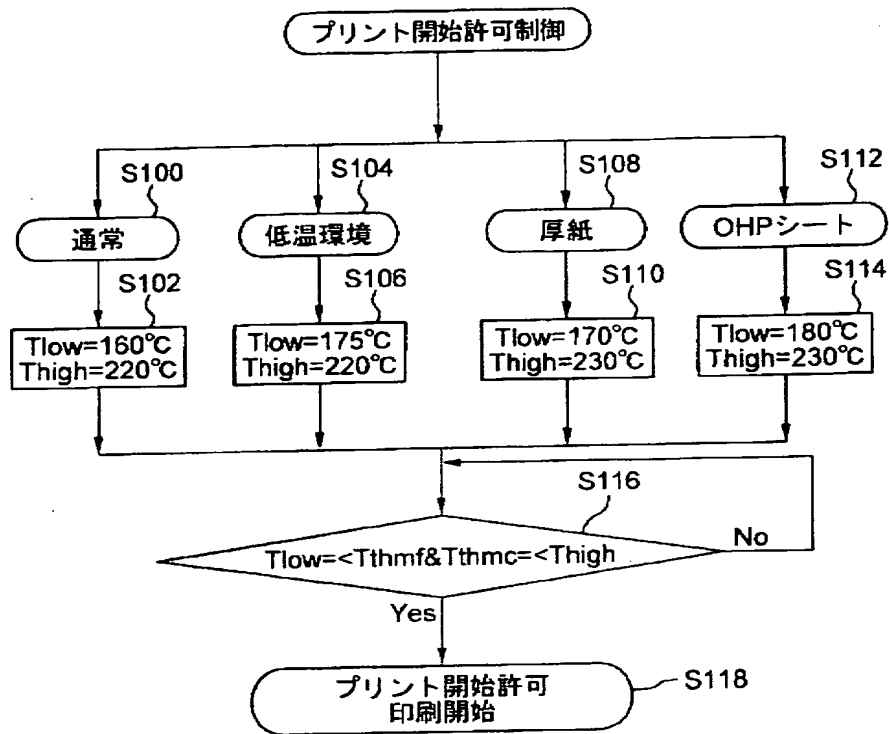 プリント開始許可制御
S100
S104
S108
S112
通常
低温環境
厚紙
OHPシート
S102
S106
S110
S114
Tlow=160℃
Thigh=220℃
Tlow=175℃
Thigh=220℃
Tlow=170℃
Thigh=230℃
Tlow=180℃
Thigh=230℃
S116
Tlow=<Tthmf&Tthmc=<Thigh
No
Yes
プリント開始許可
印刷開始
S118